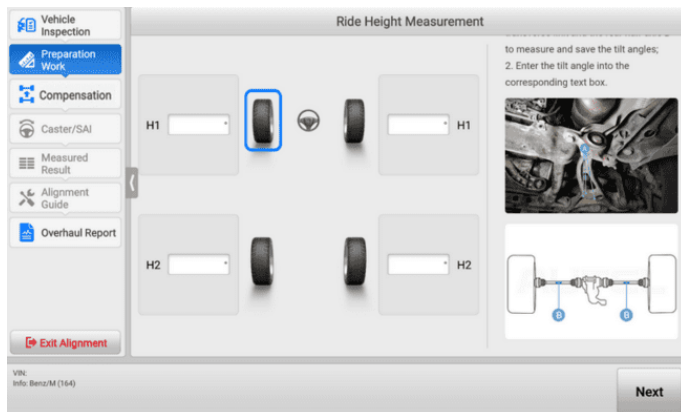 Vehicle
Inspection
Preparation
Work
Compensation
Caster/SAI
Measured
Result
Alignment
Guide
Overhaul Report
Exit Alignment
Ride Height Measurement
H1
°
°
H1
H2
°
°
H2
to measure and save the tilt angles;
2. Enter the tilt angle into the
corresponding text box.
A
B
B
VIN:
Info: Benz/M (164)
Next